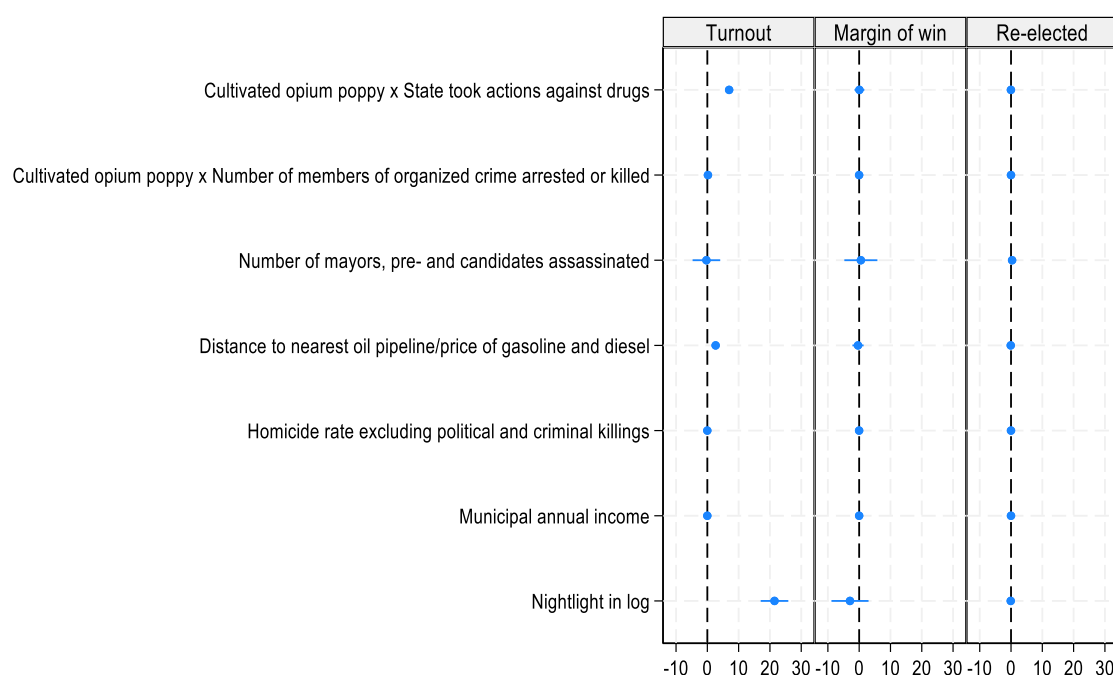 Turnout Margin of win Re-elected
Cultivated opium poppy x State took actions against drugs
Cultivated opium poppy x Number of members of organized crime arrested or killed
Number of mayors, pre- and candidates assassinated
Distance to nearest oil pipeline/price of gasoline and diesel
Homicide rate excluding political and criminal killings
Municipal annual income
Nightlight in log
-10 0 10 20 30 -10 0 10 20 30 -10 0 10 20 30